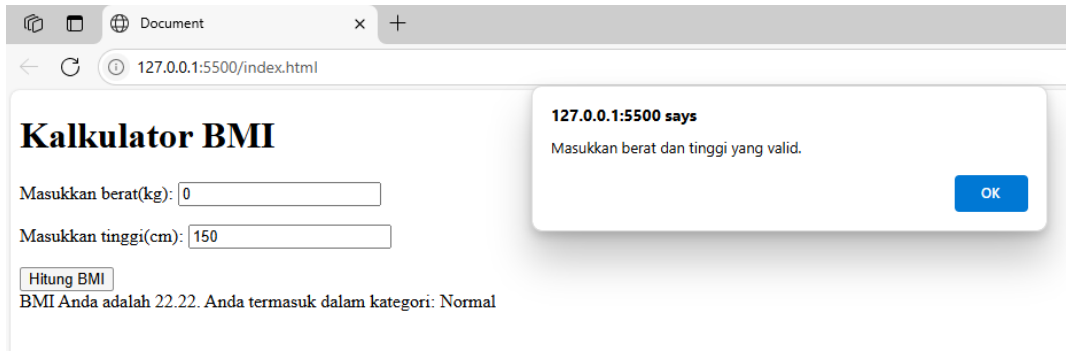 Document
127.0.0.1:5500/index.html
127.0.0.1:5500 says
Masukkan berat dan tinggi yang valid.
OK
Kalkulator BMI
Masukkan berat(kg): 0
Masukkan tinggi(cm): 150
Hitung BMI
BMI Anda adalah 22.22. Anda termasuk dalam kategori: Normal